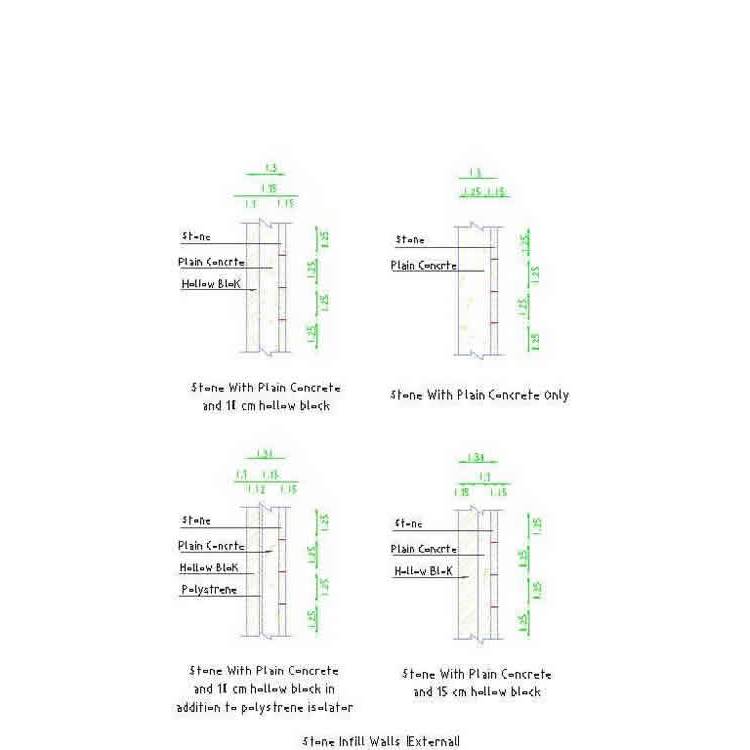 1.3
1.3
1.15
1.25 1.15
1.1 1.15
Stone
1.25
Stone
1.25
Plain Concrte
1.25
Plain Concrte
1.25
Hollow BloK
1.25
1.25
1.25
1.25
Stone With Plain Concrete
and 10 cm hollow block
Stone With Plain Concrete Only
1.1 1.15
1.1
1.12 1.15
1.15 1.15
Stone
1.25
Stone
1.25
Plain Concrte
1.25
Plain Concrte
1.25
Hollow BloK
1.25
Hollow BloK
1.25
Polystrene
1.25
1.25
Stone With Plain Concrete
and 10 cm hollow block in
addition to polystrene isolator
Stone With Plain Concrete
and 15 cm hollow block
Stone Infill Walls (External)